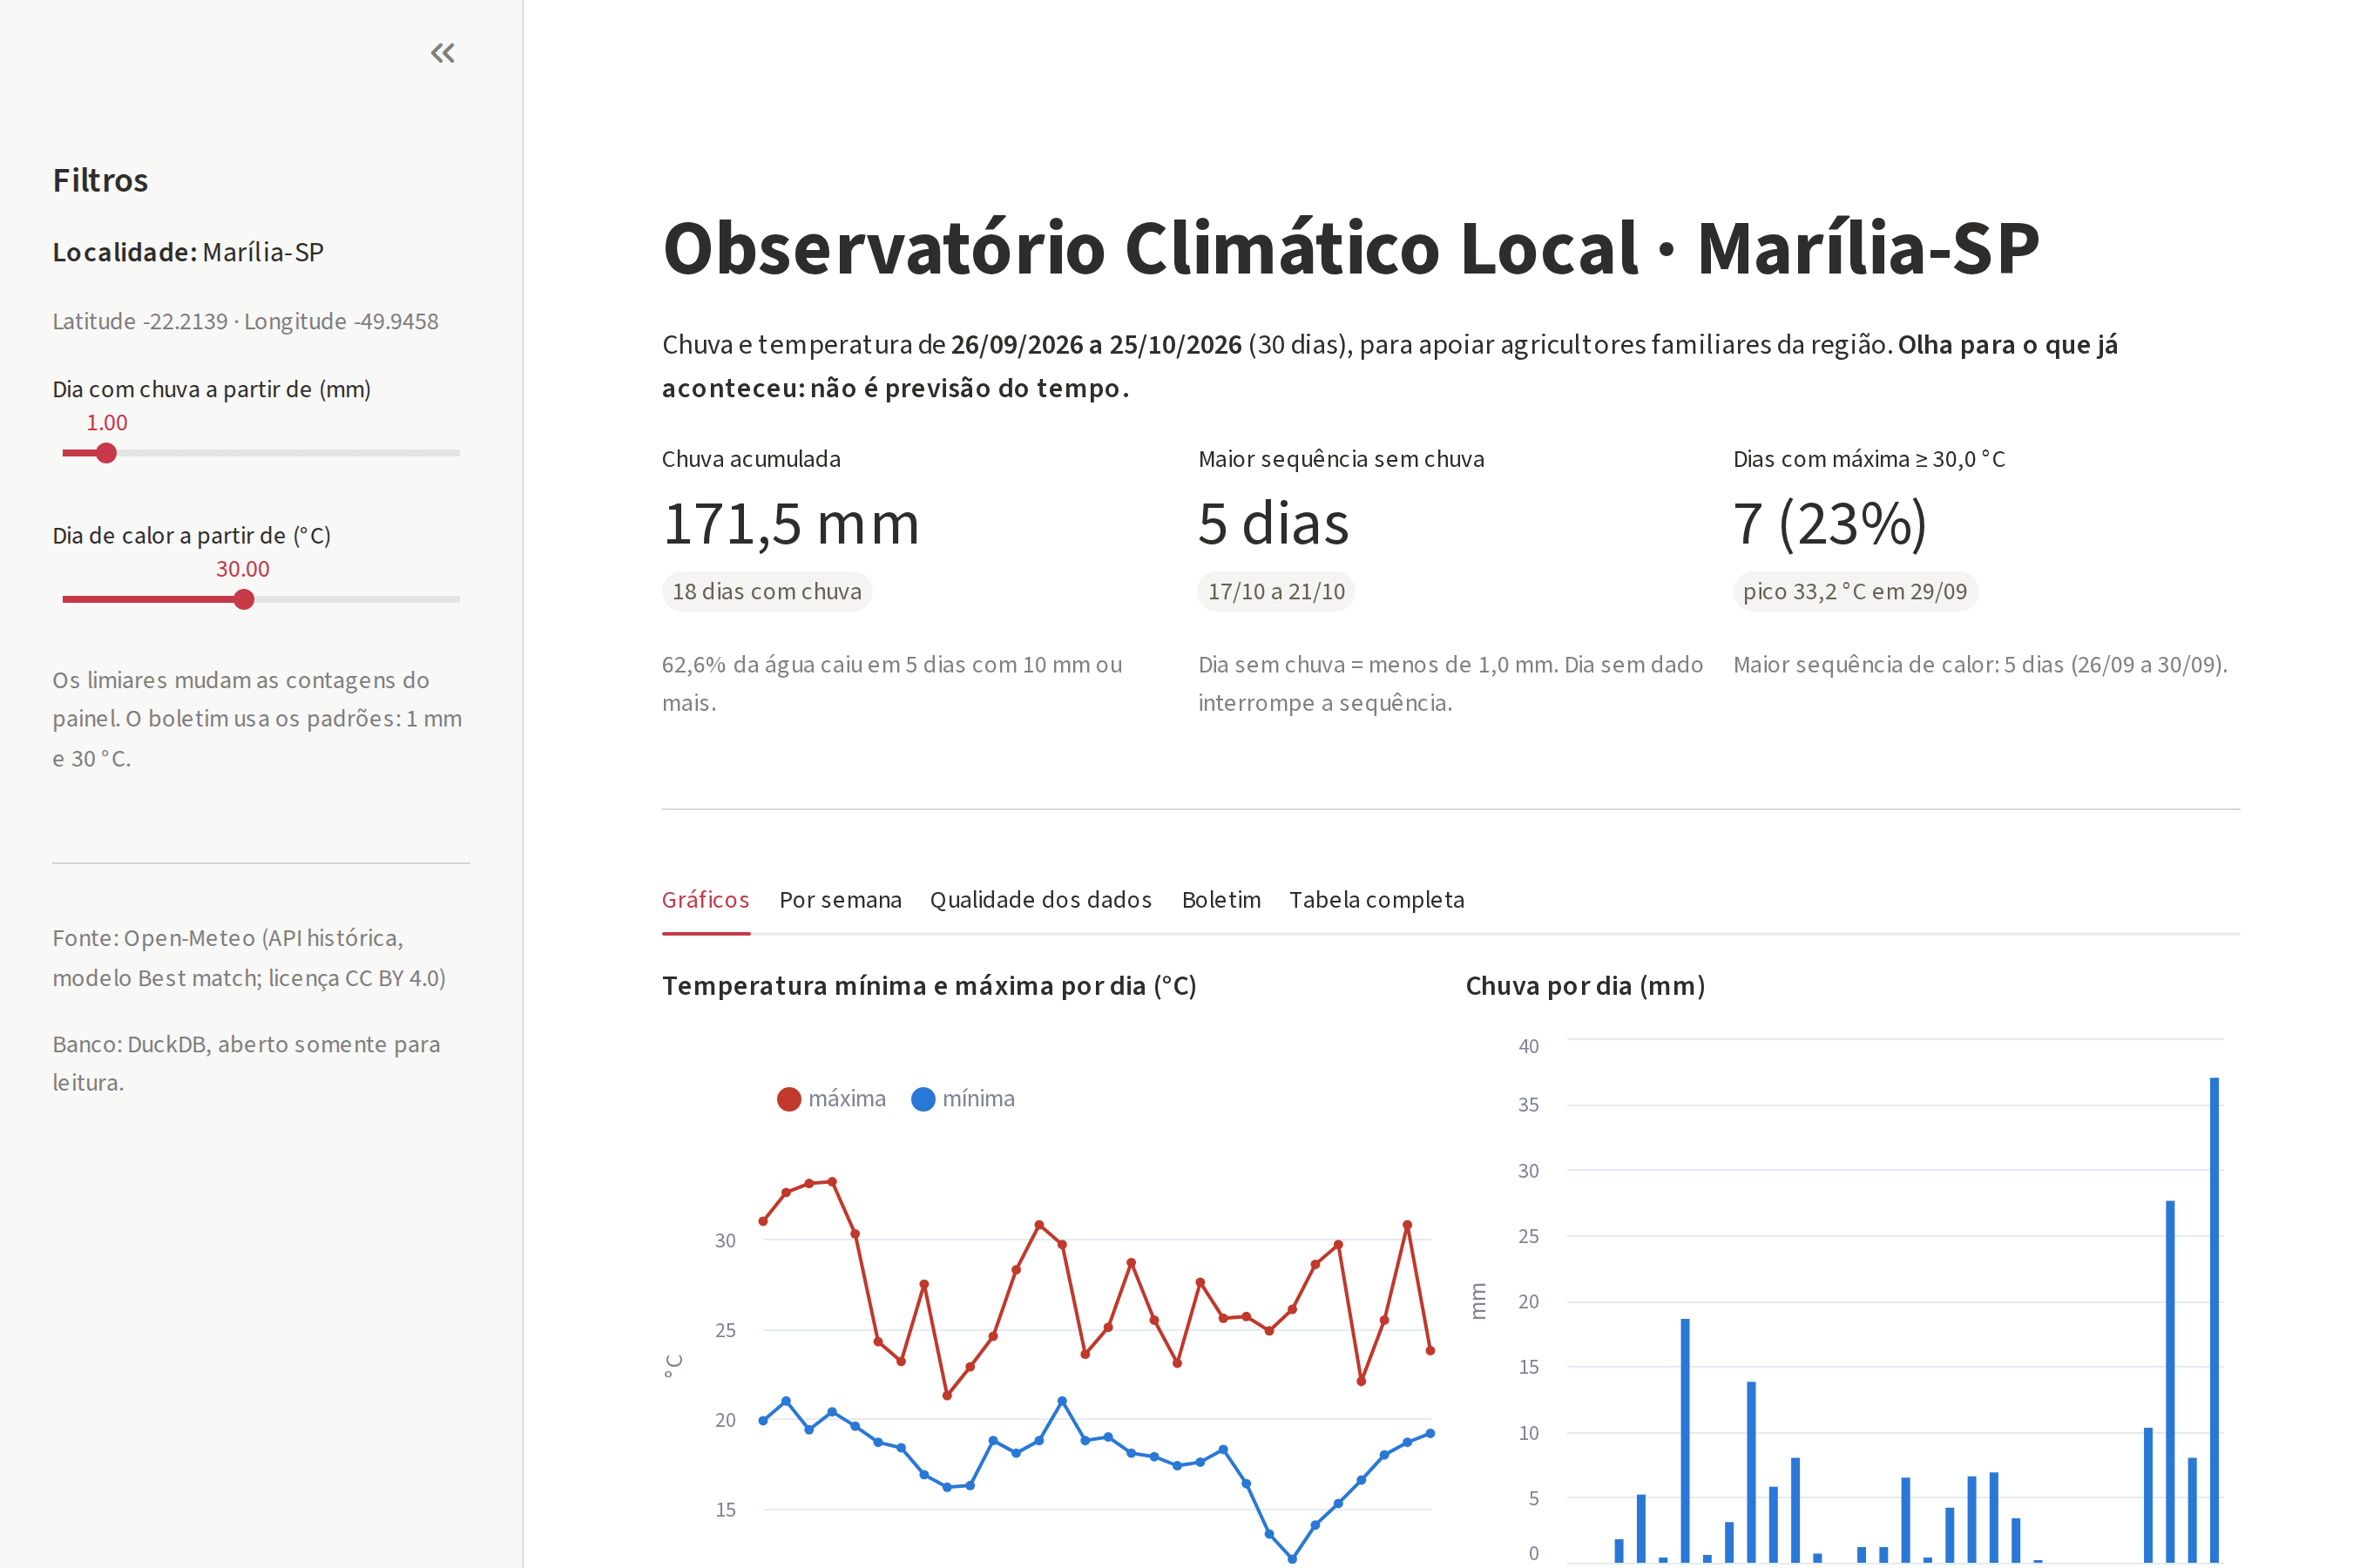 Filtros
Localidade: Marília-SP
Latitude -22.2139 · Longitude -49.9458
Dia com chuva a partir de (mm)
1.00
Dia de calor a partir de (°C)
30.00
Os limiares mudam as contagens do
painel. O boletim usa os padrões: 1 mm
e 30 °C.
Fonte: Open-Meteo (API histórica,
modelo Best match; licença CC BY 4.0)
Banco: DuckDB, aberto somente para
leitura.
Observatório Climático Local · Marília-SP
Chuva e temperatura de 26/09/2026 a 25/10/2026 (30 dias), para apoiar agricultores familiares da região. Olha para o que já
aconteceu: não é previsão do tempo.
Chuva acumulada
171,5 mm
18 dias com chuva
62,6% da água caiu em 5 dias com 10 mm ou
mais.
Maior sequência sem chuva
5 dias
17/10 a 21/10
Dia sem chuva = menos de 1,0 mm. Dia sem dado
interrompe a sequência.
Dias com máxima ≥ 30,0 °C
7 (23%)
pico 33,2 °C em 29/09
Maior sequência de calor: 5 dias (26/09 a 30/09).
Gráficos Por semana Qualidade dos dados Boletim Tabela completa
Temperatura mínima e máxima por dia (°C)
máxima mínima
30
25
20
15
°C
Chuva por dia (mm)
40
35
30
25
20
15
10
5
0
mm